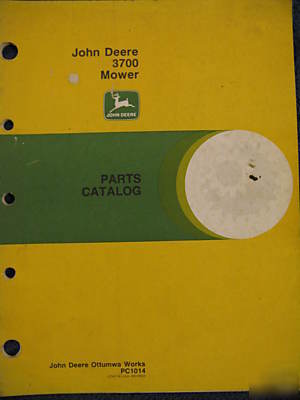 John Deere
3700
Mower
JOHN DEERE
PARTS
CATALOG
John Deere Ottumwa Works
PC1014